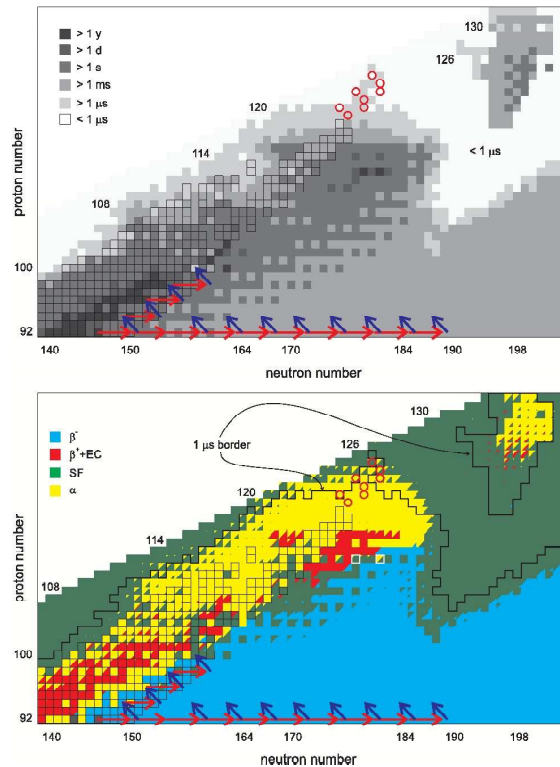 130
> 1 y
> 1 d
> 1 s
> 1 ms
> 1 μs
< 1 μs
126
120
114
108
< 1 μs
proton number
100
92
140
150
164
170
184
190
198
neutron number
130
β⁻
β⁺+EC
SF
α
1 μs border
126
120
114
108
proton number
100
92
140
150
164
170
184
190
198
neutron number